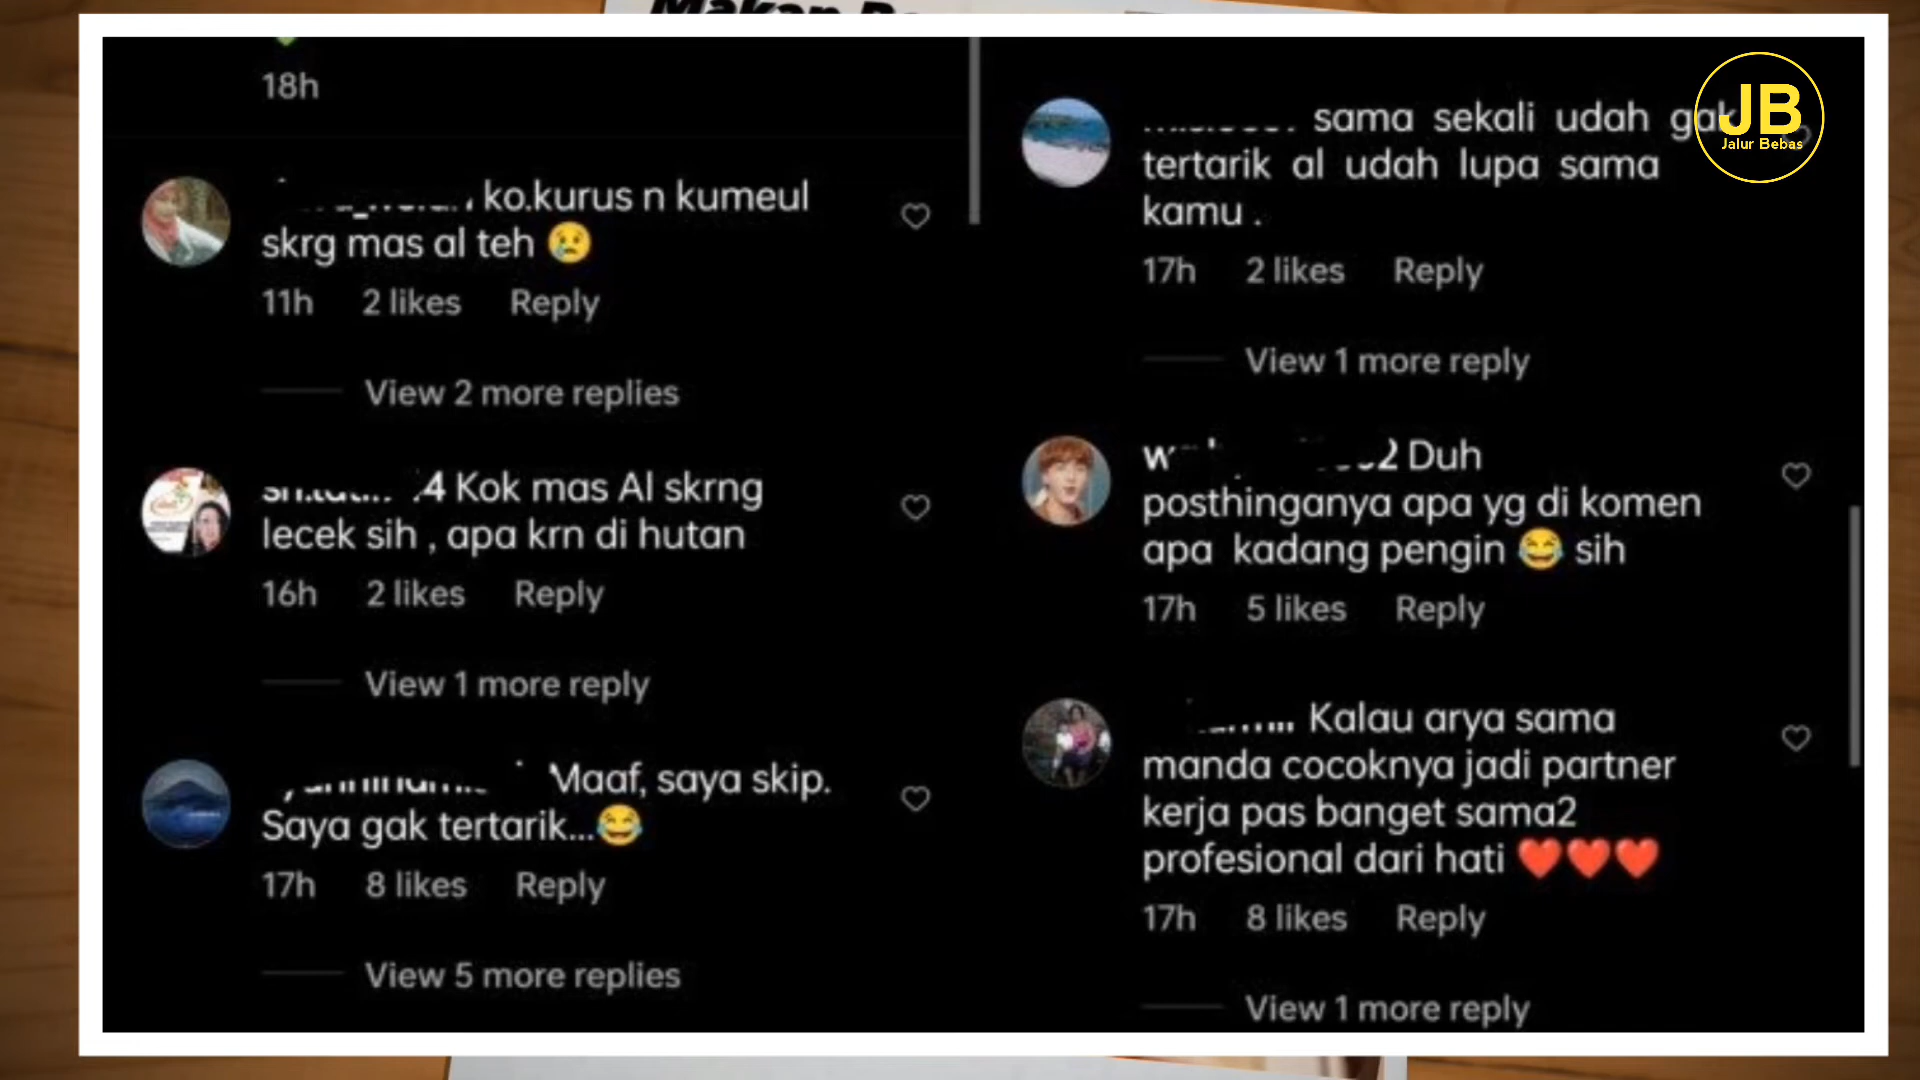 Makan
18h
ko.kurus n kumeul
skrg mas al teh 😢
11h 2 likes Reply
View 2 more replies
4 Kok mas Al skrng
lecek sih , apa krn di hutan
16h 2 likes Reply
View 1 more reply
Maaf, saya skip.
Saya gak tertarik...😂
17h 8 likes Reply
View 5 more replies
sama sekali udah gak
tertarik al udah lupa sama
kamu .
17h 2 likes Reply
View 1 more reply
2 Duh
posthinganya apa yg di komen
apa kadang pengin 😂 sih
17h 5 likes Reply
Kalau arya sama
manda cocoknya jadi partner
kerja pas banget sama2
profesional dari hati ❤️❤️❤️
17h 8 likes Reply
View 1 more reply
JB
Jalur Bebas